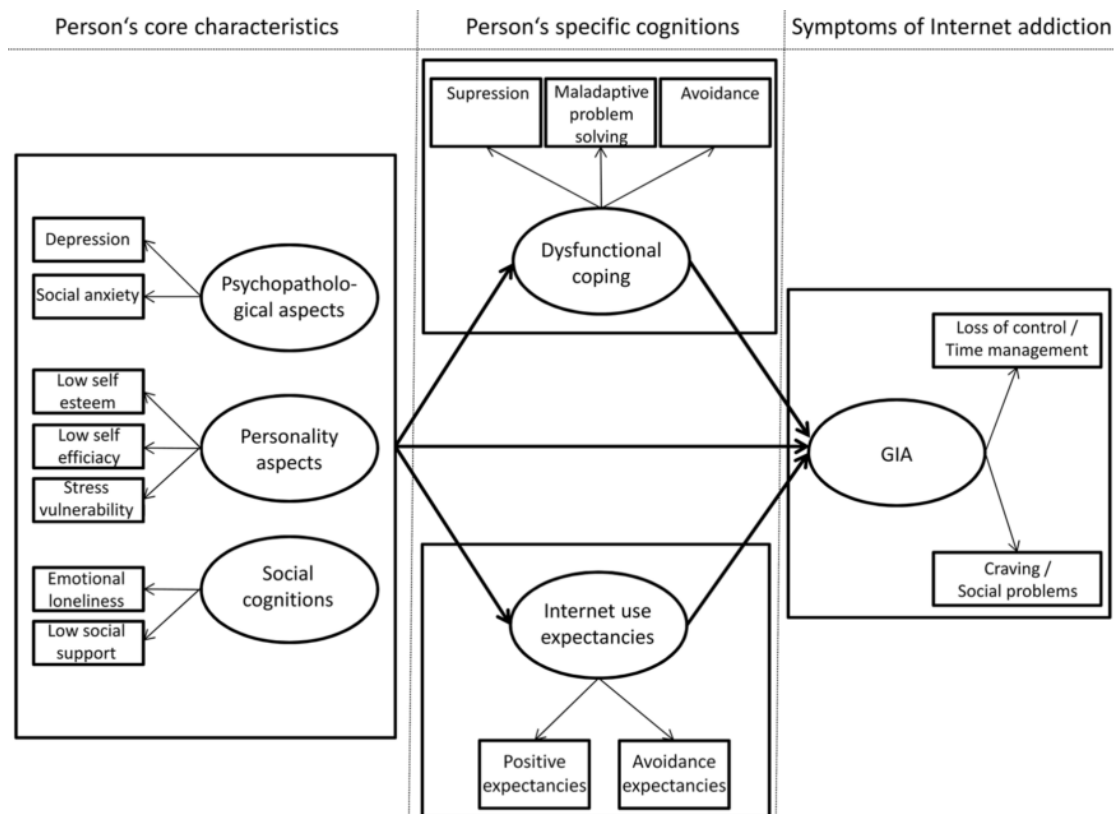 Person‘s core characteristics
Person‘s specific cognitions
Symptoms of Internet addiction
Depression
Social anxiety
Psychopatholo-
gical aspects
Low self
esteem
Low self
efficiacy
Stress
vulnerability
Personality
aspects
Emotional
loneliness
Low social
support
Social
cognitions
Supression
Maladaptive
problem
solving
Avoidance
Dysfunctional
coping
Internet use
expectancies
Positive
expectancies
Avoidance
expectancies
Loss of control /
Time management
GIA
Craving /
Social problems